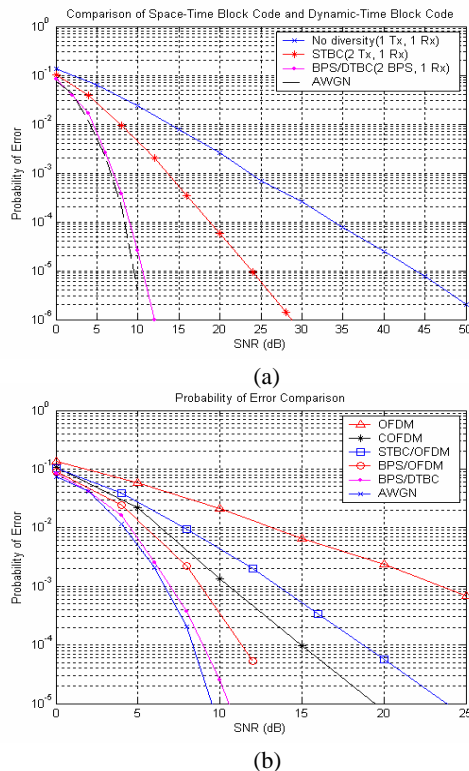 Comparison of Space-Time Block Code and Dynamic-Time Block Code
No diversity(1 Tx, 1 Rx)
STBC(2 Tx, 1 Rx)
BPS/DTBC(2 BPS, 1 Rx)
AWGN
Probability of Error
10^0
10^-1
10^-2
10^-3
10^-4
10^-5
10^-6
0 5 10 15 20 25 30 35 40 45 50
SNR (dB)
(a)
Probability of Error Comparison
OFDM
COFDM
STBC/OFDM
BPS/OFDM
BPS/DTBC
AWGN
Probability of Error
10^0
10^-1
10^-2
10^-3
10^-4
10^-5
0 5 10 15 20 25
SNR (dB)
(b)